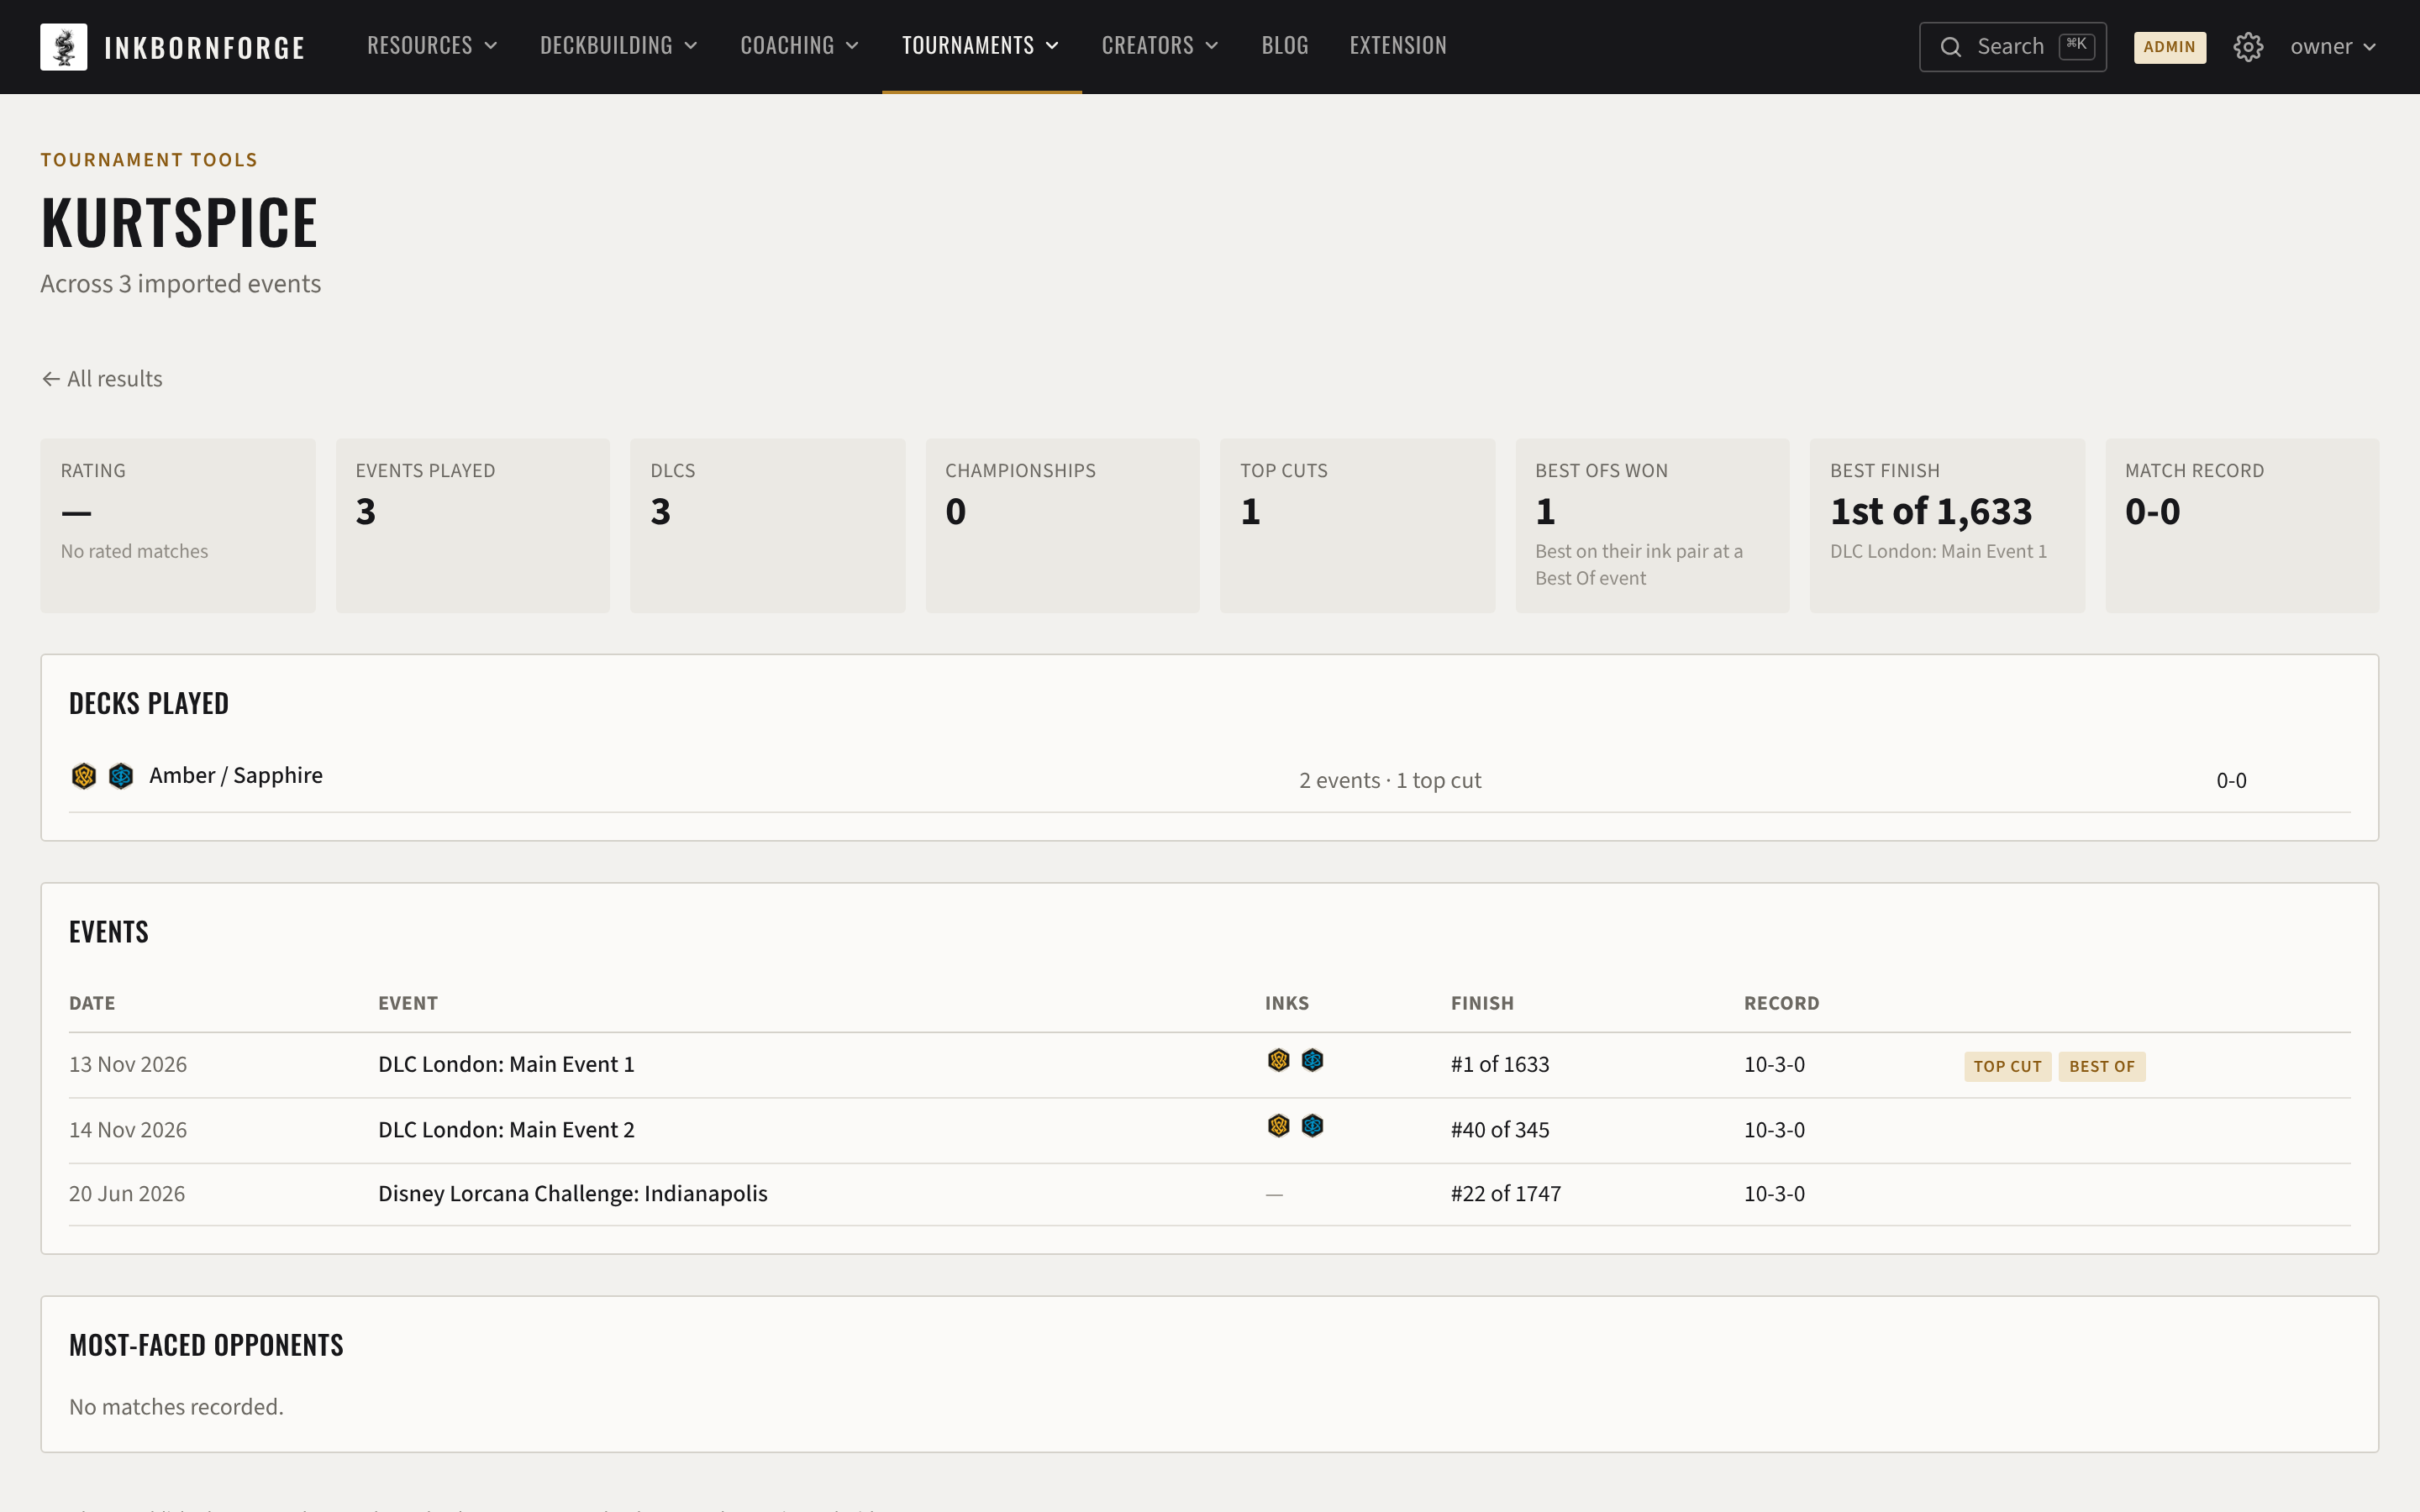 INKBORNFORGE RESOURCES DECKBUILDING COACHING TOURNAMENTS CREATORS BLOG EXTENSION Search ⌘K ADMIN owner
TOURNAMENT TOOLS
KURTSPICE
Across 3 imported events
← All results
RATING
—
No rated matches
EVENTS PLAYED
3
DLCS
3
CHAMPIONSHIPS
0
TOP CUTS
1
BEST OFS WON
1
Best on their ink pair at a
Best Of event
BEST FINISH
1st of 1,633
DLC London: Main Event 1
MATCH RECORD
0-0
DECKS PLAYED
Amber / Sapphire 2 events · 1 top cut 0-0
EVENTS
DATE EVENT INKS FINISH RECORD
13 Nov 2026 DLC London: Main Event 1 #1 of 1633 10-3-0 TOP CUT BEST OF
14 Nov 2026 DLC London: Main Event 2 #40 of 345 10-3-0
20 Jun 2026 Disney Lorcana Challenge: Indianapolis — #22 of 1747 10-3-0
MOST-FACED OPPONENTS
No matches recorded.